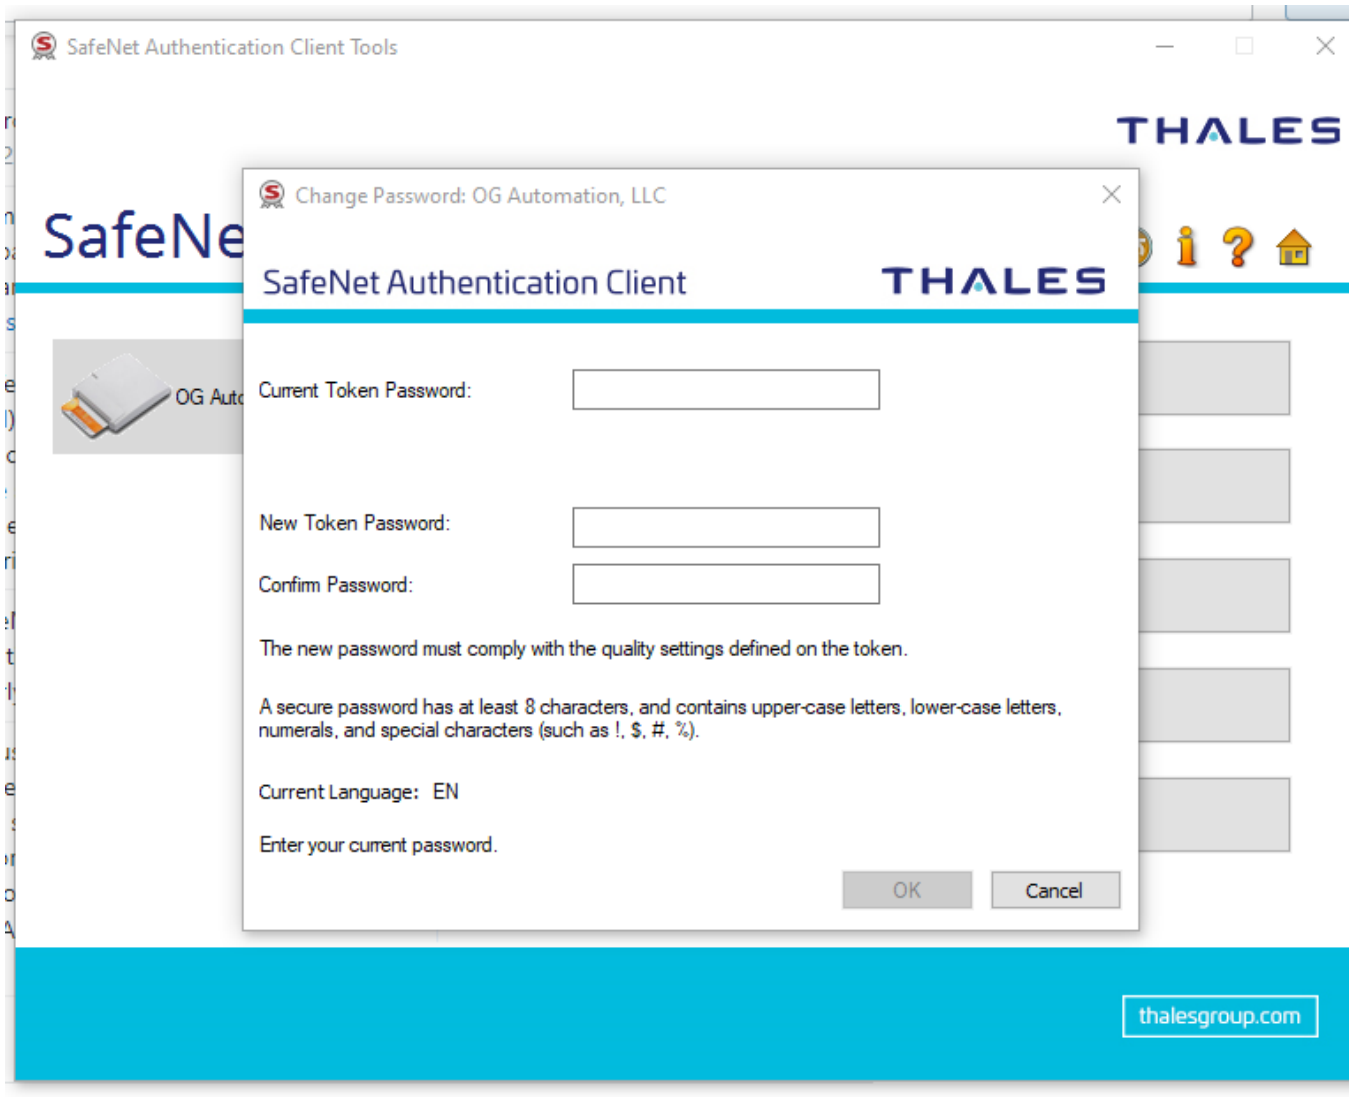 SafeNet Authentication Client Tools
THALES
Change Password: OG Automation, LLC
SafeNe
SafeNet Authentication Client
THALES
OG Auto
Current Token Password:
New Token Password:
Confirm Password:
The new password must comply with the quality settings defined on the token.
A secure password has at least 8 characters, and contains upper-case letters, lower-case letters,
numerals, and special characters (such as !, $, #, %).
Current Language: EN
Enter your current password.
OK
Cancel
thalesgroup.com